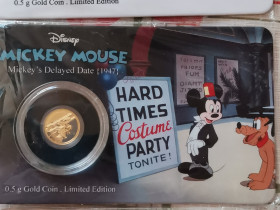 0.5 g Gold Coin . Limited Edition
Disney
MICKEY MOUSE
Mickey's Delayed Date [1947]
HARD
TIMES
Costume
PARTY
TONITE!
0.5 g Gold Coin . Limited Edition